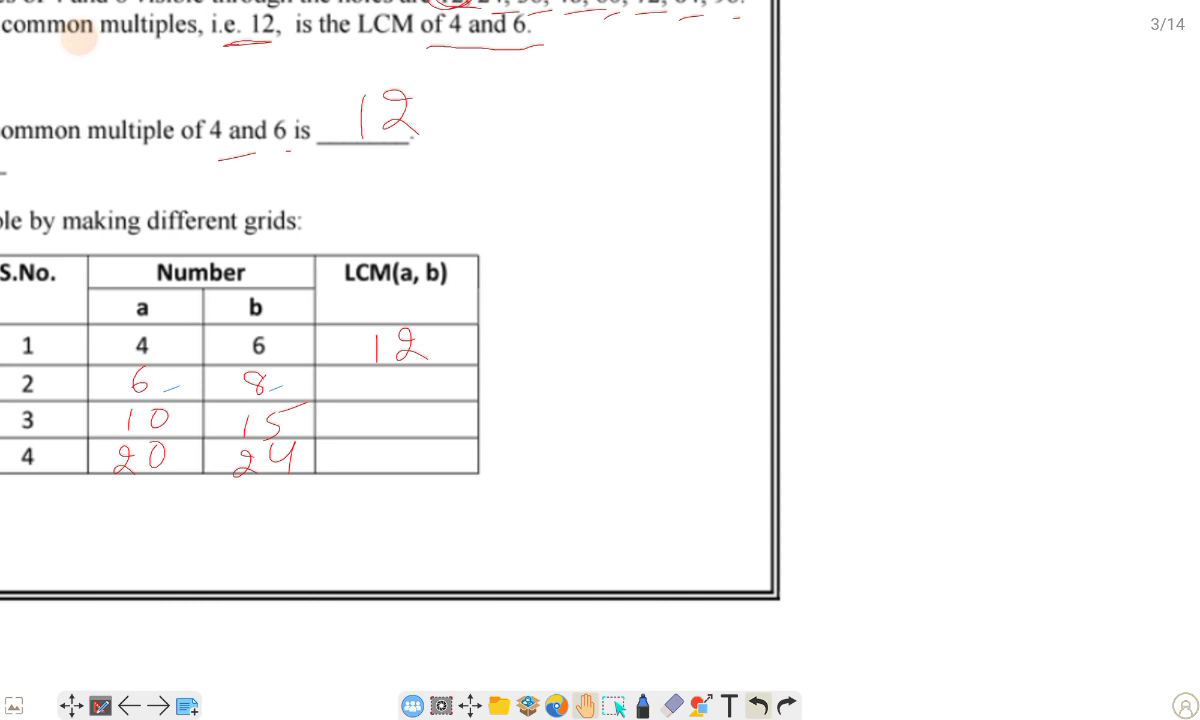 3/14
common multiples, i.e. 12, is the LCM of 4 and 6.
ommon multiple of 4 and 6 is 12.
ble by making different grids:
S.No. Number LCM(a, b)
a b
1 4 6 12
2 6 8
3 10 15
4 20 24
T